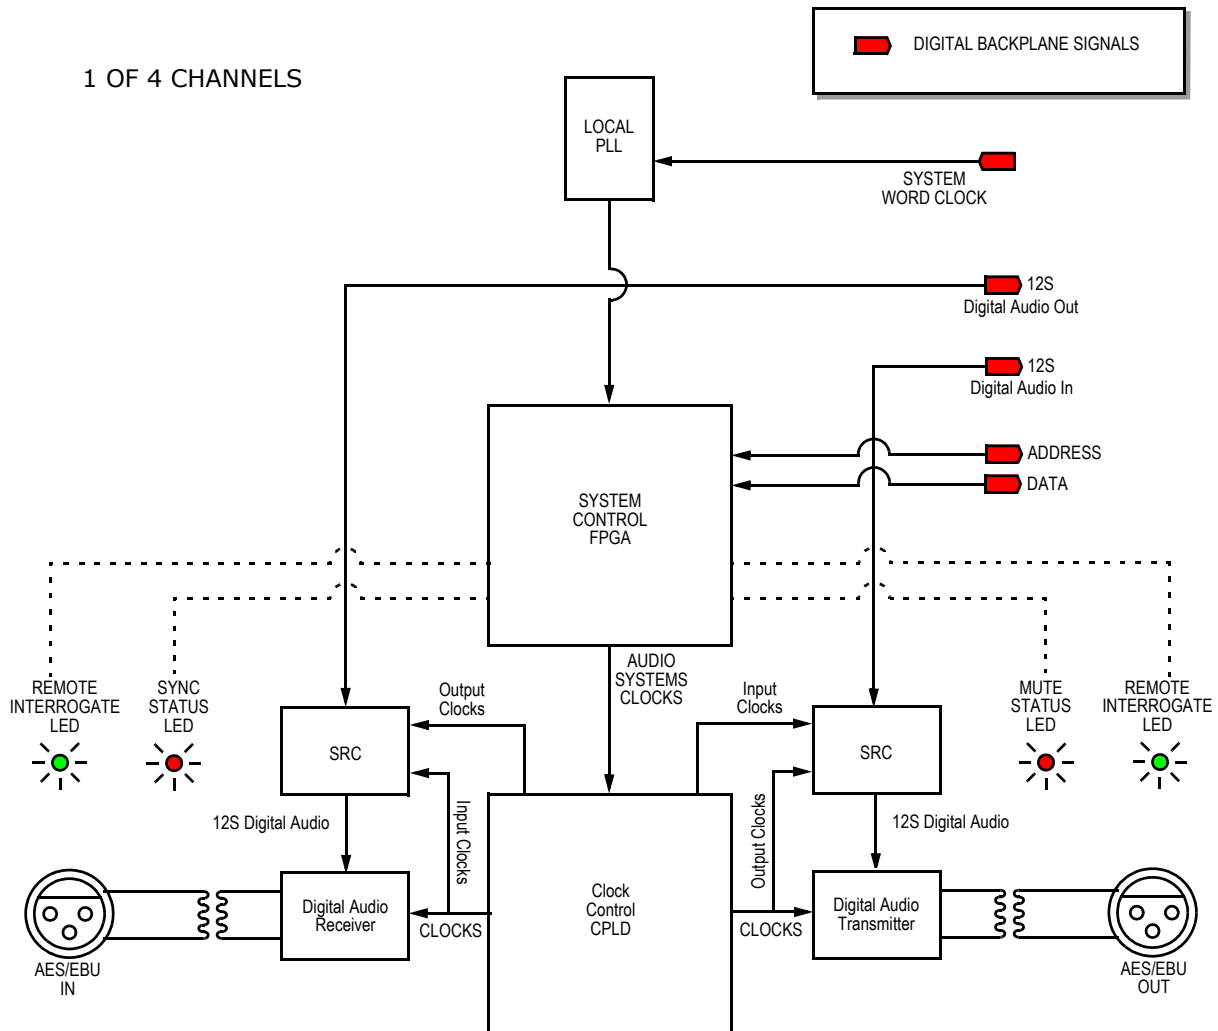 DIGITAL BACKPLANE SIGNALS
1 OF 4 CHANNELS
LOCAL
PLL
SYSTEM
WORD CLOCK
12S
Digital Audio Out
12S
Digital Audio In
ADDRESS
DATA
SYSTEM
CONTROL
FPGA
REMOTE
INTERROGATE
LED
SYNC
STATUS
LED
AUDIO
SYSTEMS
CLOCKS
Output
Clocks
Input
Clocks
MUTE
STATUS
LED
REMOTE
INTERROGATE
LED
SRC
SRC
12S Digital Audio
Input Clocks
Output Clocks
12S Digital Audio
Digital Audio
Receiver
CLOCKS
Clock
Control
CPLD
CLOCKS
Digital Audio
Transmitter
AES/EBU
IN
AES/EBU
OUT